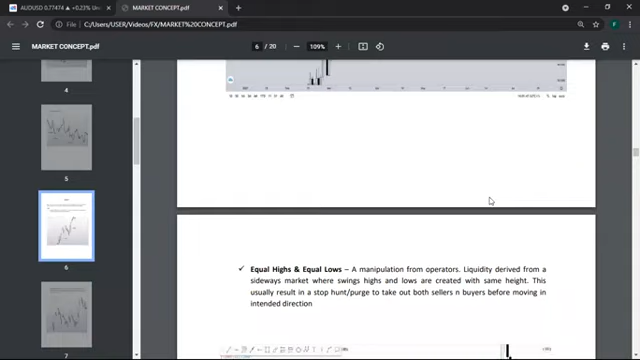 AUDUSD 0.77474 ▲ +0.23% Unnan
MARKET CONCEPT.pdf
File
C:/Users/USER/Videos/FX/MARKET%20CONCEPT.pdf
MARKET CONCEPT.pdf
6 / 20
109%
4
5
6
7
✓ Equal Highs & Equal Lows – A manipulation from operators. Liquidity derived from a
sideways market where swings highs and lows are created with same height. This
usually result in a stop hunt/purge to take out both sellers n buyers before moving in
intended direction